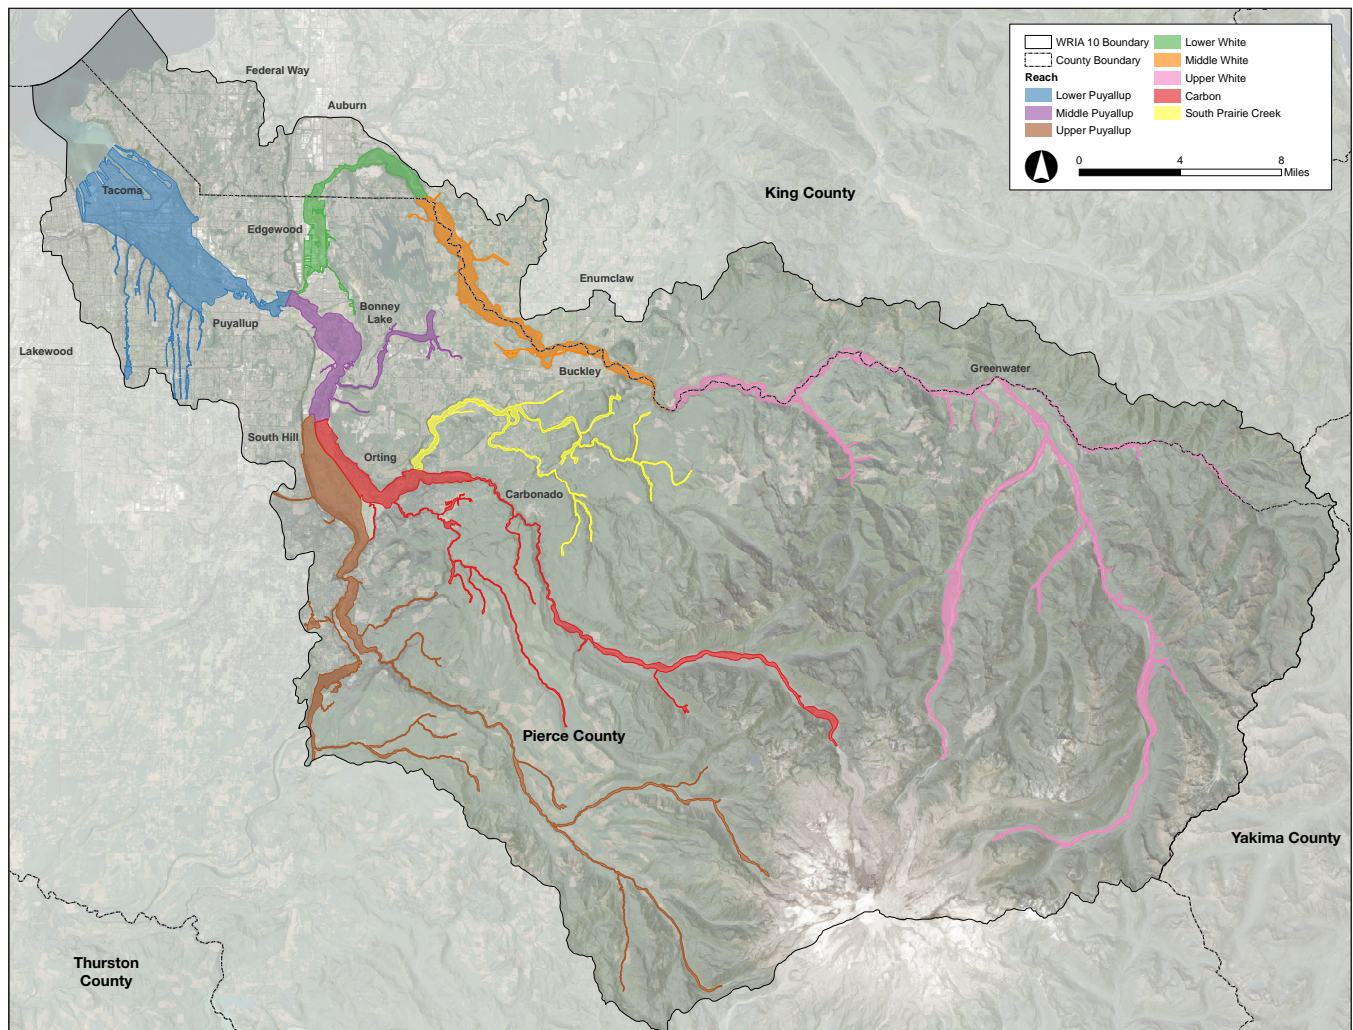 WRIA 10 Boundary
County Boundary
Reach
Lower Puyallup
Middle Puyallup
Upper Puyallup
Lower White
Middle White
Upper White
Carbon
South Prairie Creek
0 4 8
Miles
Federal Way
Auburn
King County
Tacoma
Edgewood
Enumclaw
Bonney
Lake
Puyallup
Lakewood
Buckley
Greenwater
South Hill
Orting
Carbonado
Pierce County
Yakima County
Thurston
County